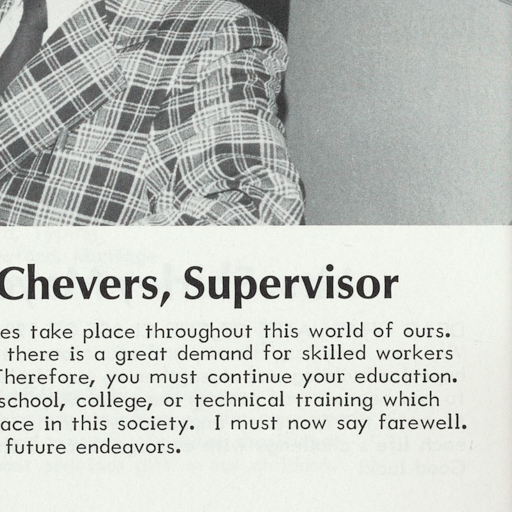 Chevers, Supervisor
es take place throughout this world of ours.
there is a great demand for skilled workers
Therefore, you must continue your education.
school, college, or technical training which
ace in this society. I must now say farewell.
future endeavors.